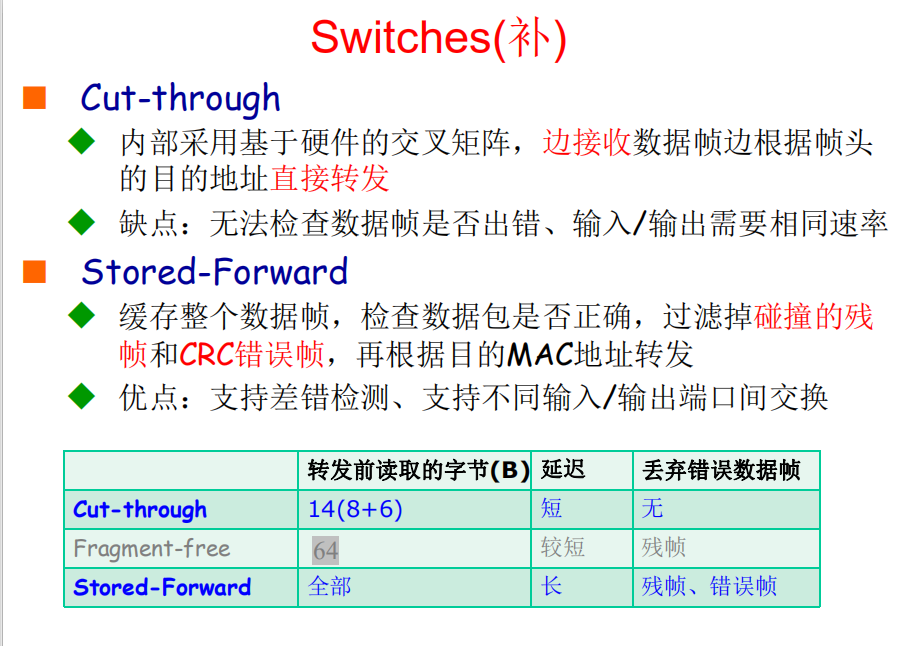 Switches(补)
Cut-through
内部采用基于硬件的交叉矩阵，边接收数据帧边根据帧头
的目的地址直接转发
缺点：无法检查数据帧是否出错、输入/输出需要相同速率
Stored-Forward
缓存整个数据帧，检查数据包是否正确，过滤掉碰撞的残
帧和CRC错误帧，再根据目的MAC地址转发
优点：支持差错检测、支持不同输入/输出端口间交换
转发前读取的字节(B) 延迟 丢弃错误数据帧
Cut-through 14(8+6) 短 无
Fragment-free 64 较短 残帧
Stored-Forward 全部 长 残帧、错误帧